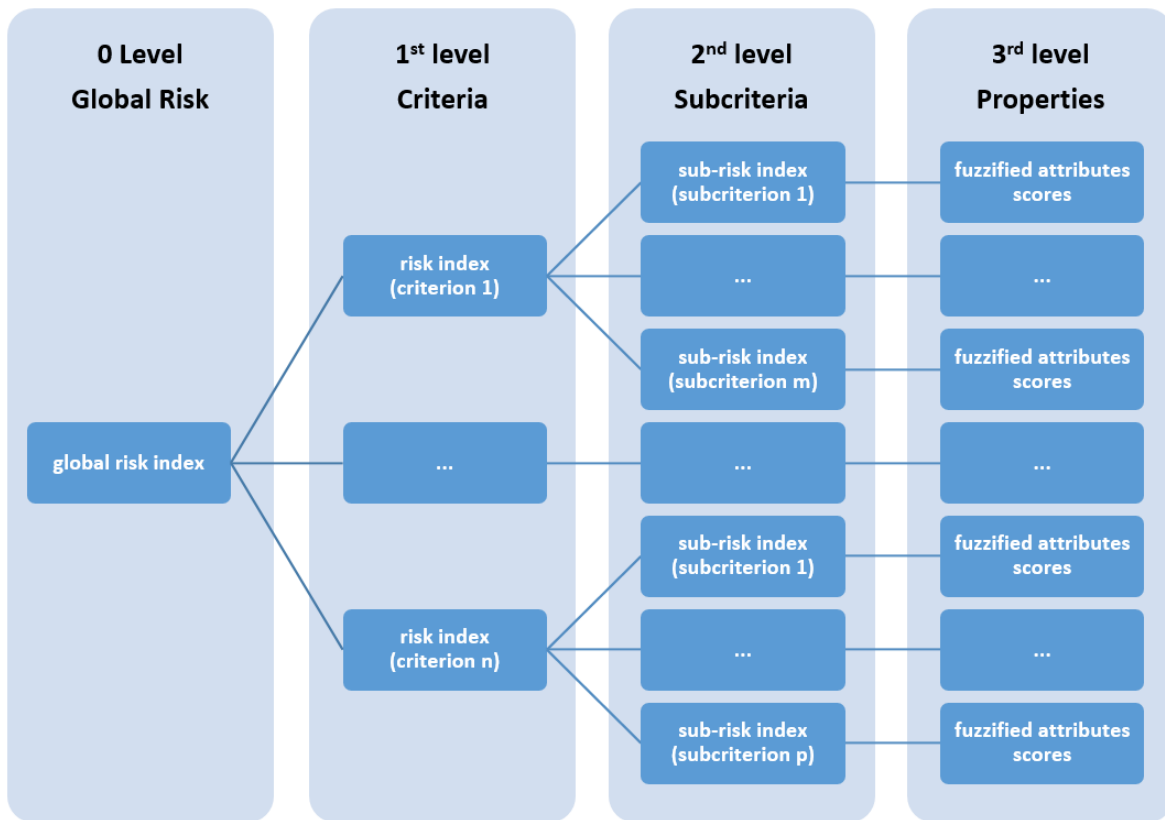 0 Level
Global Risk
1st level
Criteria
2nd level
Subcriteria
3rd level
Properties
global risk index
risk index
(criterion 1)
...
risk index
(criterion n)
sub-risk index
(subcriterion 1)
...
sub-risk index
(subcriterion m)
...
sub-risk index
(subcriterion 1)
...
sub-risk index
(subcriterion p)
fuzzified attributes
scores
...
fuzzified attributes
scores
...
fuzzified attributes
scores
...
fuzzified attributes
scores